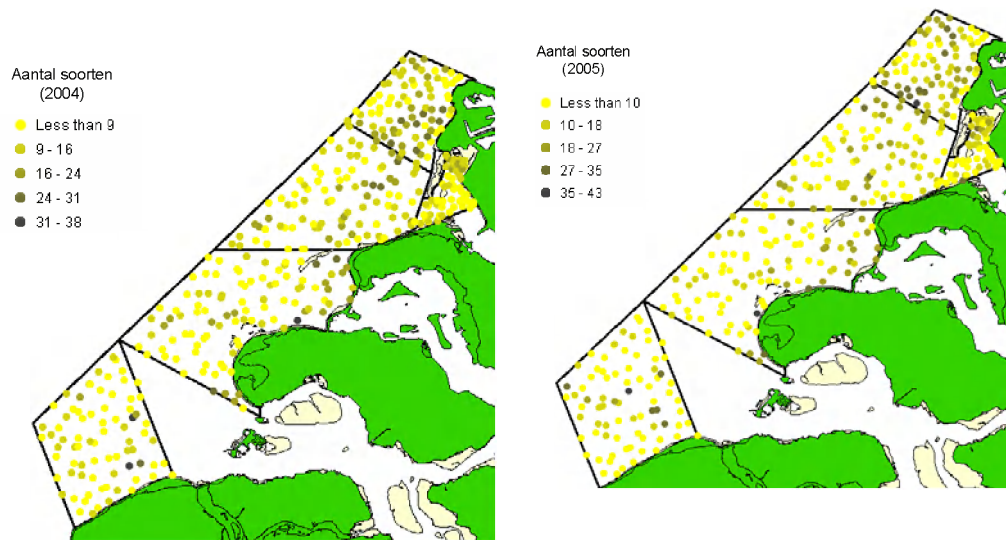 Aantal soorten
(2004)
Less than 9
9 - 16
16 - 24
24 - 31
31 - 38
Aantal soorten
(2005)
Less than 10
10 - 18
18 - 27
27 - 35
35 - 43